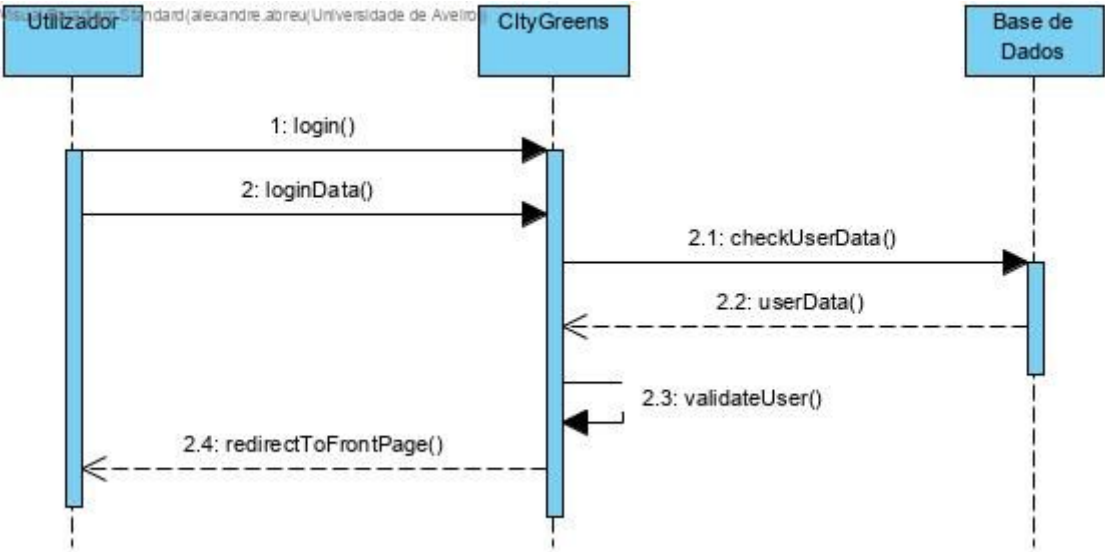 Standard(alexandre.abreu(Universidade de Aveiro
Utilizador
CItyGreens
Base de
Dados
1: login()
2: loginData()
2.1: checkUserData()
2.2: userData()
2.3: validateUser()
2.4: redirectToFrontPage()